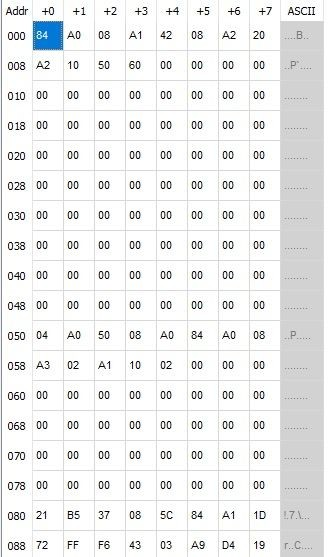 Addr +0 +1 +2 +3 +4 +5 +6 +7 ASCII
000 84 A0 08 A1 42 08 A2 20 ....B..
008 A2 10 50 60 00 00 00 00 ..P`....
010 00 00 00 00 00 00 00 00 ........
018 00 00 00 00 00 00 00 00 ........
020 00 00 00 00 00 00 00 00 ........
028 00 00 00 00 00 00 00 00 ........
030 00 00 00 00 00 00 00 00 ........
038 00 00 00 00 00 00 00 00 ........
040 00 00 00 00 00 00 00 00 ........
048 00 00 00 00 00 00 00 00 ........
050 04 A0 50 08 A0 84 A0 08 ..P.....
058 A3 02 A1 10 02 00 00 00 ........
060 00 00 00 00 00 00 00 00 ........
068 00 00 00 00 00 00 00 00 ........
070 00 00 00 00 00 00 00 00 ........
078 00 00 00 00 00 00 00 00 ........
080 21 B5 37 08 5C 84 A1 1D !.7.\...
088 72 FF F6 43 03 A9 D4 19 r..C....